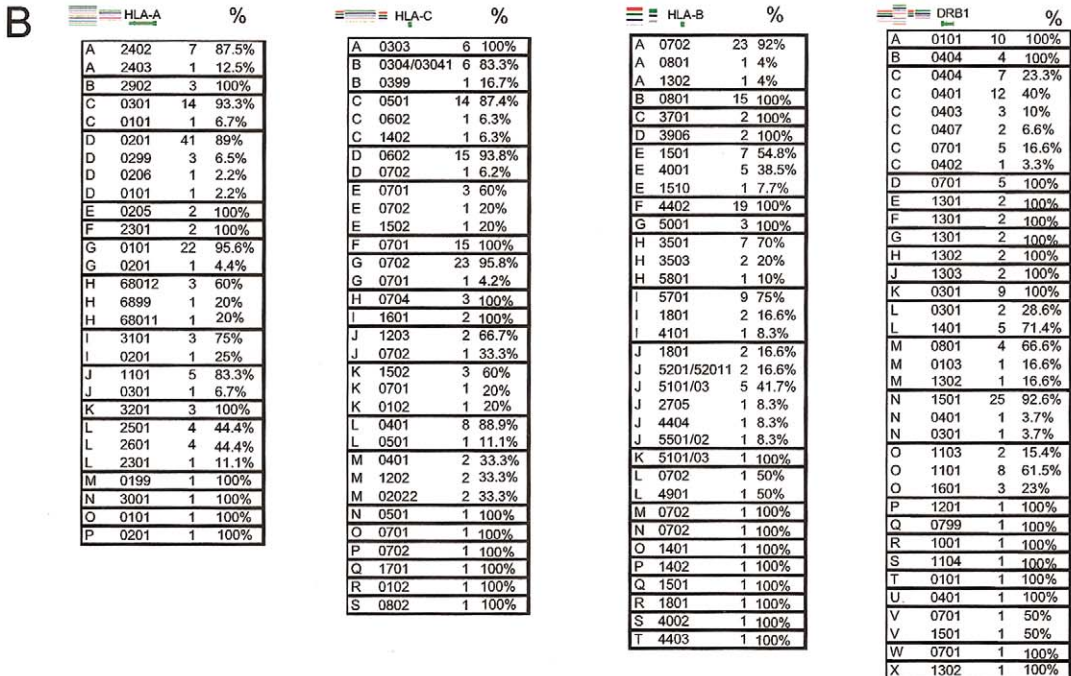 B
HLA-A %
A 2402 7 87.5%
A 2403 1 12.5%
B 2902 3 100%
C 0301 14 93.3%
C 0101 1 6.7%
D 0201 41 89%
D 0299 3 6.5%
D 0206 1 2.2%
D 0101 1 2.2%
E 0205 2 100%
F 2301 2 100%
G 0101 22 95.6%
G 0201 1 4.4%
H 68012 3 60%
H 6899 1 20%
H 68011 1 20%
I 3101 3 75%
I 0201 1 25%
J 1101 5 83.3%
J 0301 1 6.7%
K 3201 3 100%
L 2501 4 44.4%
L 2601 4 44.4%
L 2301 1 11.1%
M 0199 1 100%
N 3001 1 100%
O 0101 1 100%
P 0201 1 100%
HLA-C %
A 0303 6 100%
B 0304/03041 6 83.3%
B 0399 1 16.7%
C 0501 14 87.4%
C 0602 1 6.3%
C 1402 1 6.3%
D 0602 15 93.8%
D 0702 1 6.2%
E 0701 3 60%
E 0702 1 20%
E 1502 1 20%
F 0701 15 100%
G 0702 23 95.8%
G 0701 1 4.2%
H 0704 3 100%
I 1601 2 100%
J 1203 2 66.7%
J 0702 1 33.3%
K 1502 3 60%
K 0701 1 20%
K 0102 1 20%
L 0401 8 88.9%
L 0501 1 11.1%
M 0401 2 33.3%
M 1202 2 33.3%
M 02022 2 33.3%
N 0501 1 100%
O 0701 1 100%
P 0702 1 100%
Q 1701 1 100%
R 0102 1 100%
S 0802 1 100%
HLA-B %
A 0702 23 92%
A 0801 1 4%
A 1302 1 4%
B 0801 15 100%
C 3701 2 100%
D 3906 2 100%
E 1501 7 54.8%
E 4001 5 38.5%
E 1510 1 7.7%
F 4402 19 100%
G 5001 3 100%
H 3501 7 70%
H 3503 2 20%
H 5801 1 10%
I 5701 9 75%
I 1801 2 16.6%
I 4101 1 8.3%
J 1801 2 16.6%
J 5201/52011 2 16.6%
J 5101/03 5 41.7%
J 2705 1 8.3%
J 4404 1 8.3%
J 5501/02 1 8.3%
K 5101/03 1 100%
L 0702 1 50%
L 4901 1 50%
M 0702 1 100%
N 0702 1 100%
O 1401 1 100%
P 1402 1 100%
Q 1501 1 100%
R 1801 1 100%
S 4002 1 100%
T 4403 1 100%
DRB1 %
A 0101 10 100%
B 0404 4 100%
C 0404 7 23.3%
C 0401 12 40%
C 0403 3 10%
C 0407 2 6.6%
C 0701 5 16.6%
C 0402 1 3.3%
D 0701 5 100%
E 1301 2 100%
F 1301 2 100%
G 1301 2 100%
H 1302 2 100%
J 1303 2 100%
K 0301 9 100%
L 0301 2 28.6%
L 1401 5 71.4%
M 0801 4 66.6%
M 0103 1 16.6%
M 1302 1 16.6%
N 1501 25 92.6%
N 0401 1 3.7%
N 0301 1 3.7%
O 1103 2 15.4%
O 1101 8 61.5%
O 1601 3 23%
P 1201 1 100%
Q 0799 1 100%
R 1001 1 100%
S 1104 1 100%
T 0101 1 100%
U 0401 1 100%
V 0701 1 50%
V 1501 1 50%
W 0701 1 100%
X 1302 1 100%